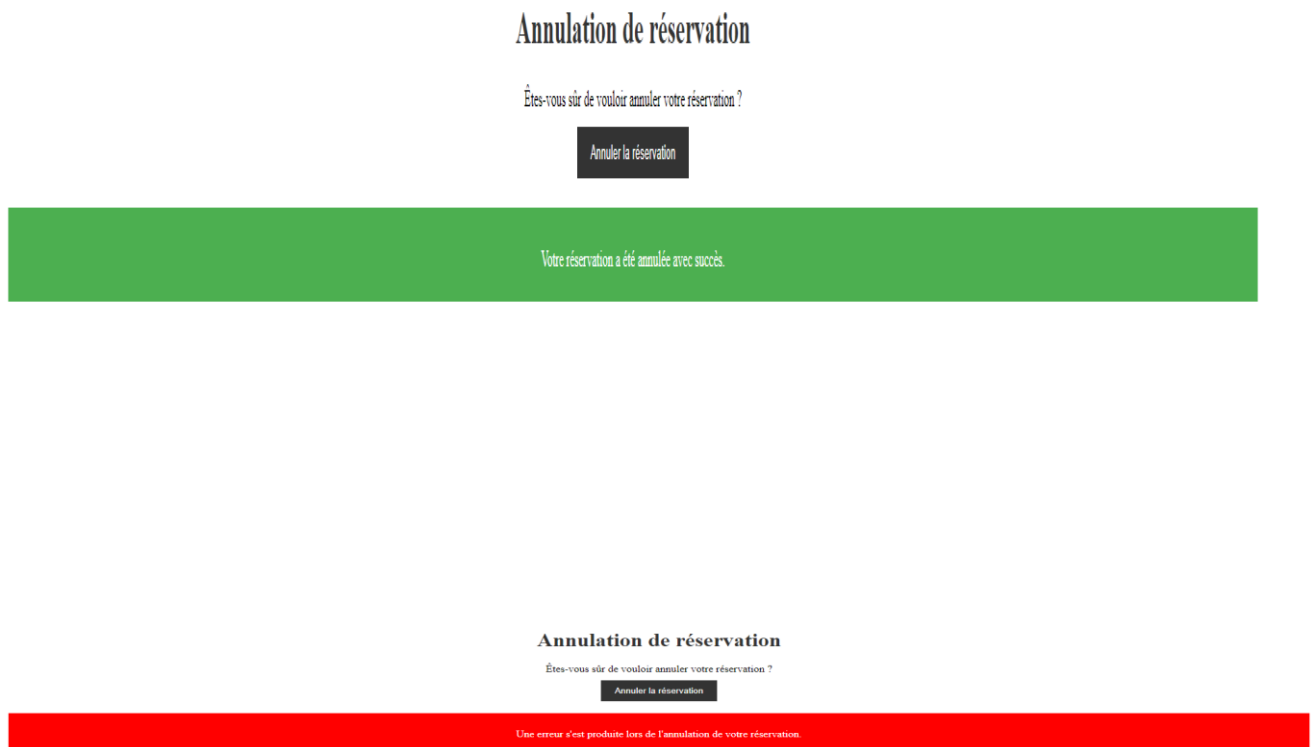 Annulation de réservation
Êtes-vous sûr de vouloir annuler votre réservation ?
Annuler la réservation
Votre réservation a été annulée avec succès.
Annulation de réservation
Êtes-vous sûr de vouloir annuler votre réservation ?
Annuler la réservation
Une erreur s'est produite lors de l'annulation de votre réservation.